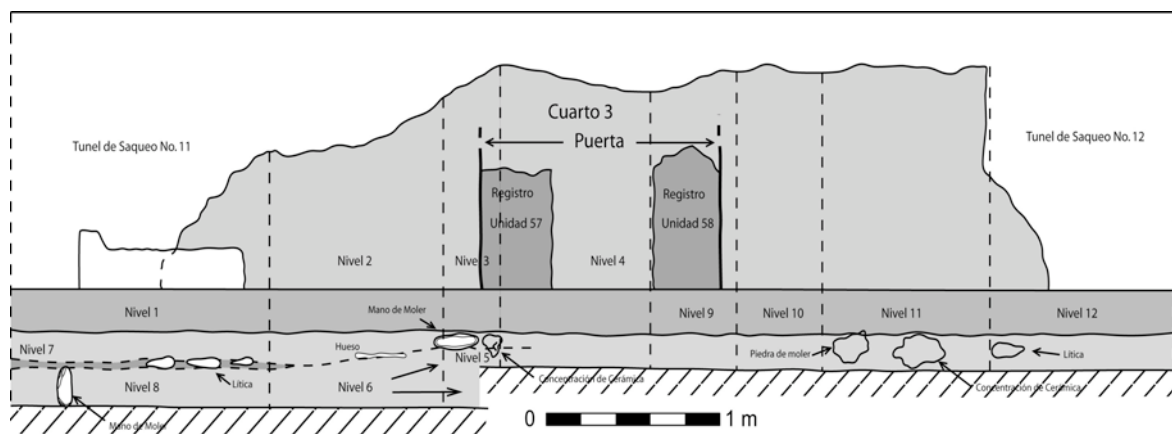 Cuarto 3
Puerta
Tunel de Saqueo No. 11
Tunel de Saqueo No. 12
Registro
Unidad 57
Registro
Unidad 58
Nivel 2
Nivel 3
Nivel 4
Nivel 1
Mano de Moler
Nivel 9
Nivel 10
Nivel 11
Nivel 12
Nivel 7
Hueso
Nivel 5
Piedra de moler
Lítica
Nivel 8
Lítica
Nivel 6
Concentración de Cerámica
Concentración de Cerámica
Mano de Moler
0
1 m